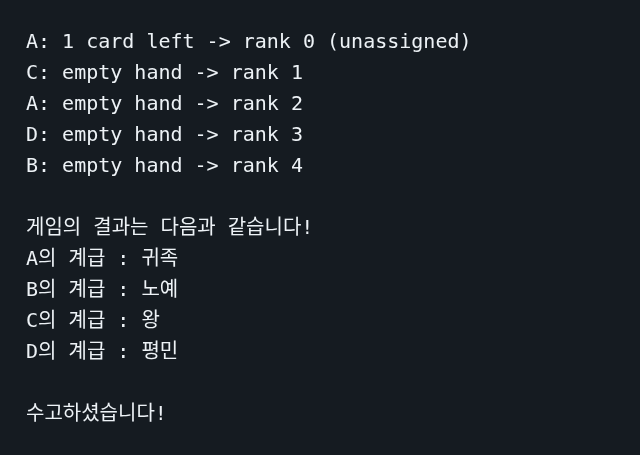 A: 1 card left -> rank 0 (unassigned)
C: empty hand -> rank 1
A: empty hand -> rank 2
D: empty hand -> rank 3
B: empty hand -> rank 4
게임의 결과는 다음과 같습니다!
A의 계급 : 귀족
B의 계급 : 노예
C의 계급 : 왕
D의 계급 : 평민
수고하셨습니다!